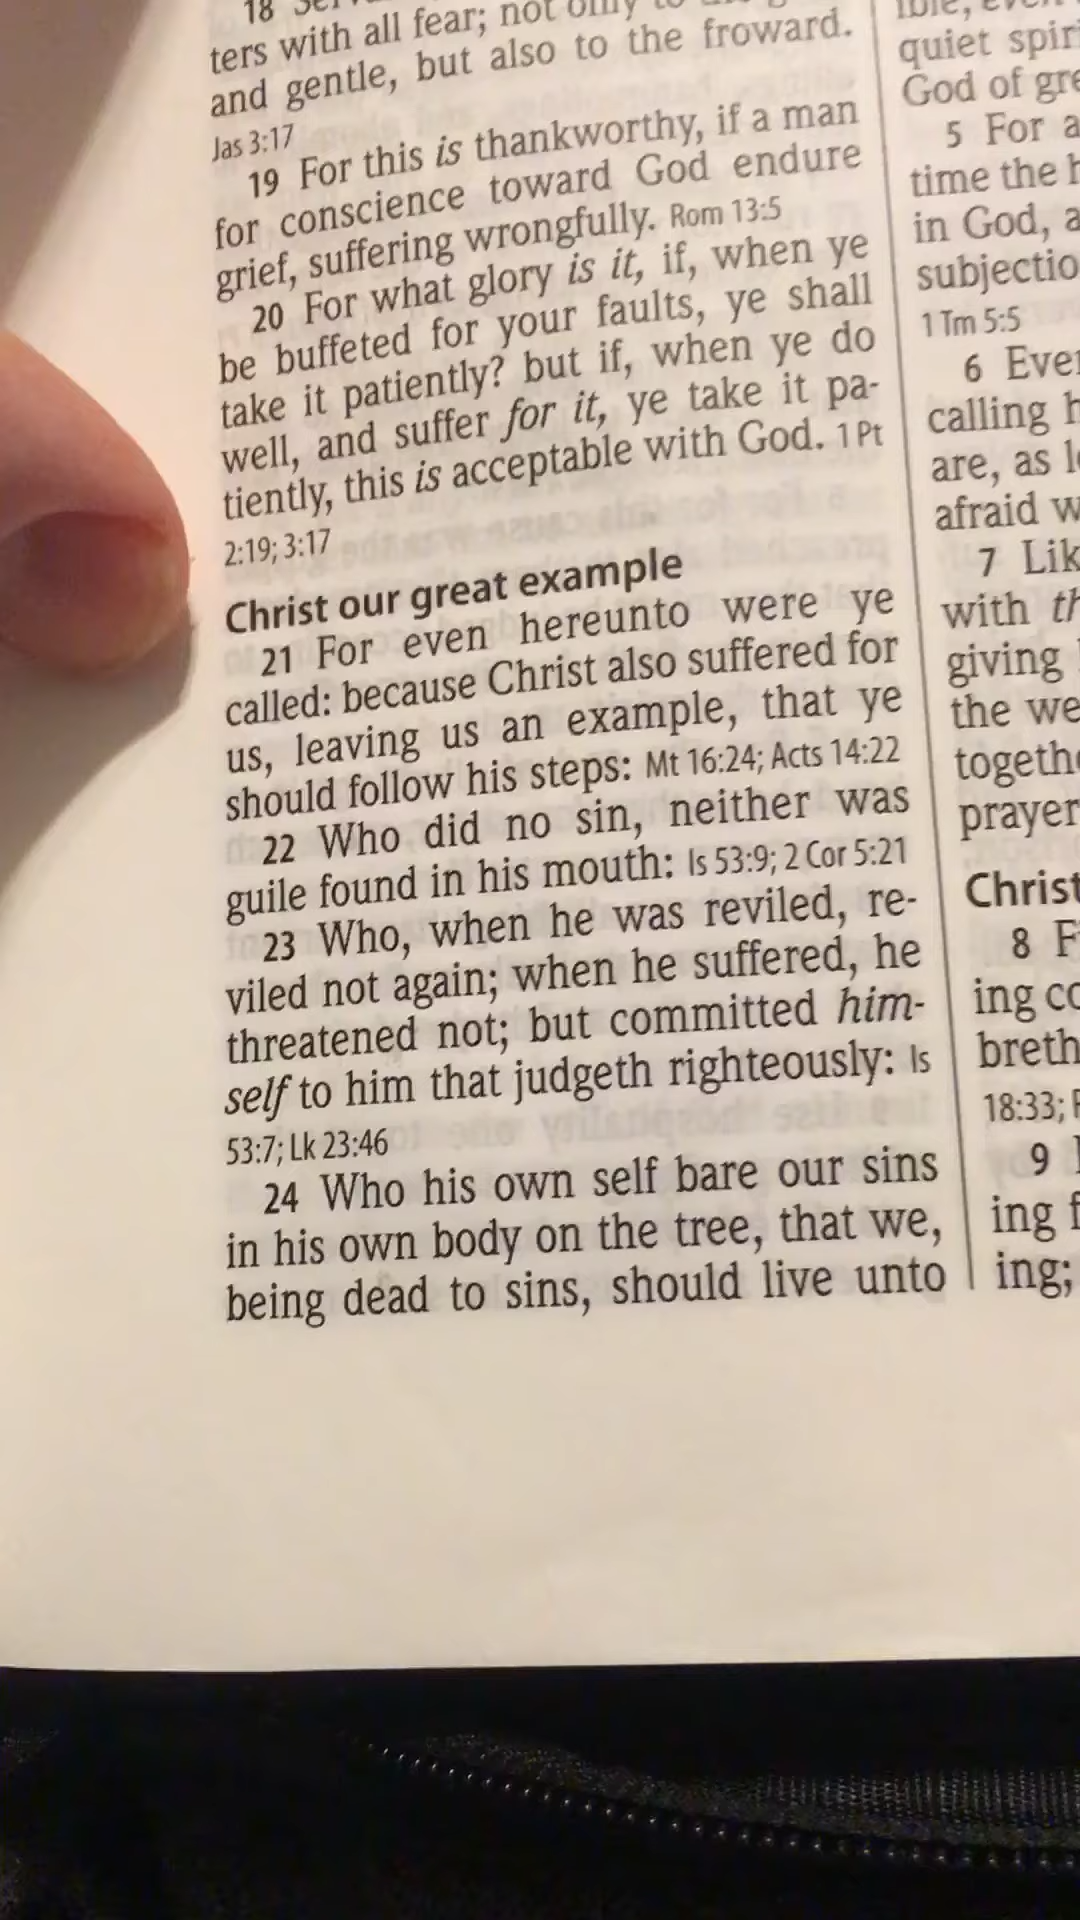 18
ters with all fear; not only to the
and gentle, but also to the froward.
Jas 3:17
19 For this is thankworthy, if a man
for conscience toward God endure
grief, suffering wrongfully. Rom 13:5
20 For what glory is it, if, when ye
be buffeted for your faults, ye shall
take it patiently? but if, when ye do
well, and suffer for it, ye take it pa-
tiently, this is acceptable with God. 1 Pt
2:19; 3:17
Christ our great example
21 For even hereunto were ye
called: because Christ also suffered for
us, leaving us an example, that ye
should follow his steps: Mt 16:24; Acts 14:22
22 Who did no sin, neither was
guile found in his mouth: Is 53:9; 2 Cor 5:21
23 Who, when he was reviled, re-
viled not again; when he suffered, he
threatened not; but committed him-
self to him that judgeth righteously: Is
53:7; Lk 23:46
24 Who his own self bare our sins
in his own body on the tree, that we,
being dead to sins, should live unto
quiet spiri
God of gre
5 For a
time the h
in God, a
subjectio
1 Tm 5:5
6 Ever
calling h
are, as
afraid w
7 Lik
with th
giving
the we
togethe
prayer
Christ
8 F
ing co
breth
18:33;
9
ing f
ing;